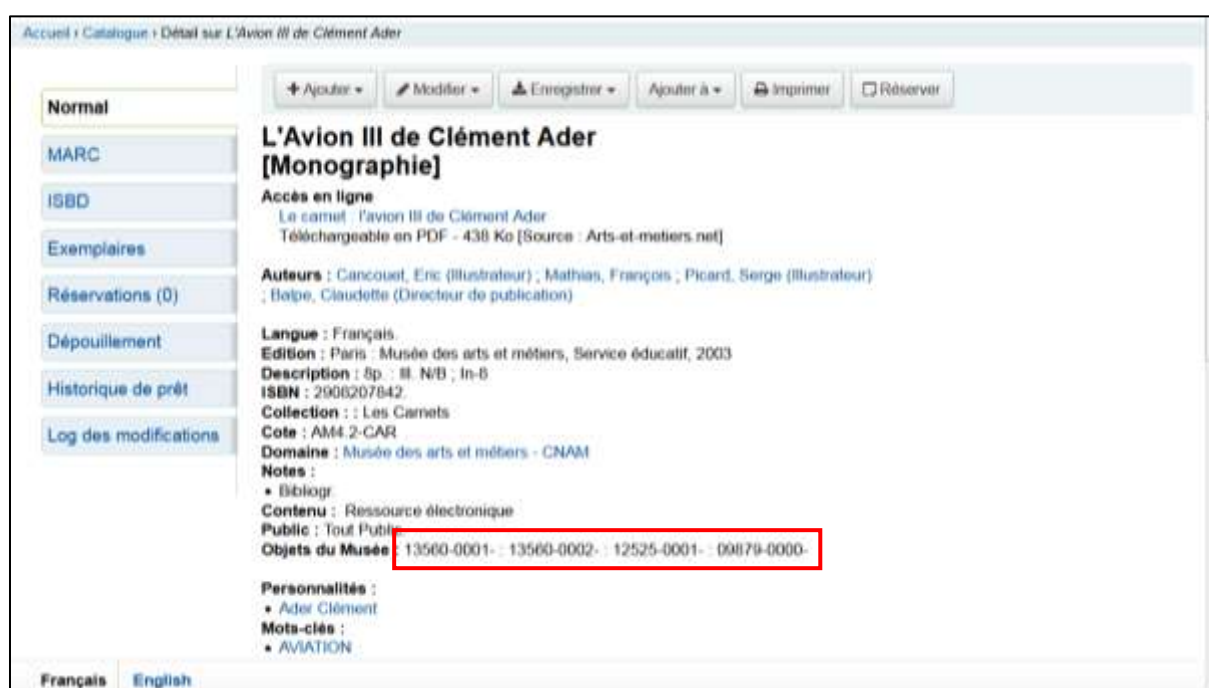 Accueil › Catalogue › Détail sur L'Avion III de Clément Ader
Normal
MARC
ISBD
Exemplaires
Réservations (0)
Dépouillement
Historique de prêt
Log des modifications
Ajouter Modifier Enregistrer Ajouter à Imprimer Réserver
L'Avion III de Clément Ader
[Monographie]
Accès en ligne
Le carnet : l'avion III de Clément Ader
Téléchargeable en PDF - 438 Ko [Source : Arts-et-metiers.net]
Auteurs : Cancouet, Eric (Illustrateur) ; Mathias, François ; Picard, Serge (Illustrateur)
; Balpe, Claudette (Directeur de publication)
Langue : Français.
Edition : Paris : Musée des arts et métiers, Service éducatif, 2003
Description : 8p. : Ill. N/B ; In-8
ISBN : 2908207842.
Collection : : Les Carnets
Cote : AM4.2-CAR
Domaine : Musée des arts et métiers - CNAM
Notes :
• Bibliogr.
Contenu : Ressource électronique
Public : Tout Public
Objets du Musée : 13560-0001- : 13560-0002- : 12525-0001- : 09879-0000-
Personnalités :
• Ader Clément
Mots-clés :
• AVIATION
Français English